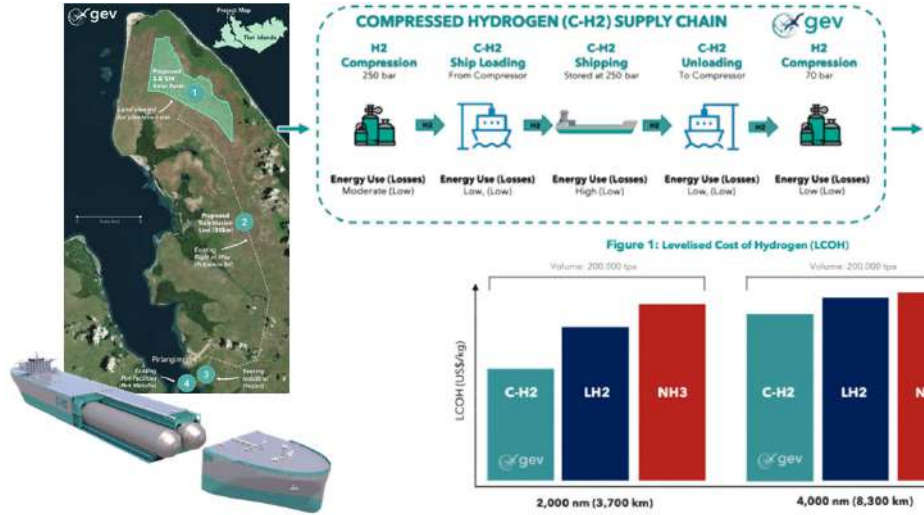 gev
Project Map
Tiwi Islands
Proposed
Solar Farm
1
Land cleared
for plantations
Proposed
Transmission
Line
2
Existing
Right of Way
Pirlangimpi
3
4
Existing
Port Facilities
Existing
COMPRESSED HYDROGEN (C-H2) SUPPLY CHAIN
gev
H2
Compression
250 bar
C-H2
Ship Loading
From Compressor
C-H2
Shipping
Stored at 250 bar
C-H2
Unloading
To Compressor
H2
Compression
70 bar
H2
H2
H2
H2
Energy Use (Losses)
Moderate (Low)
Energy Use (Losses)
Low, (Low)
Energy Use (Losses)
High (Low)
Energy Use (Losses)
Low, (Low)
Energy Use (Losses)
Low (Low)
Figure 1: Levelised Cost of Hydrogen (LCOH)
Volume: 200,000 tpa
Volume: 200,000 tpa
LCOH (US$/kg)
C-H2
LH2
NH3
C-H2
LH2
gev
gev
2,000 nm (3,700 km)
4,000 nm (8,300 km)